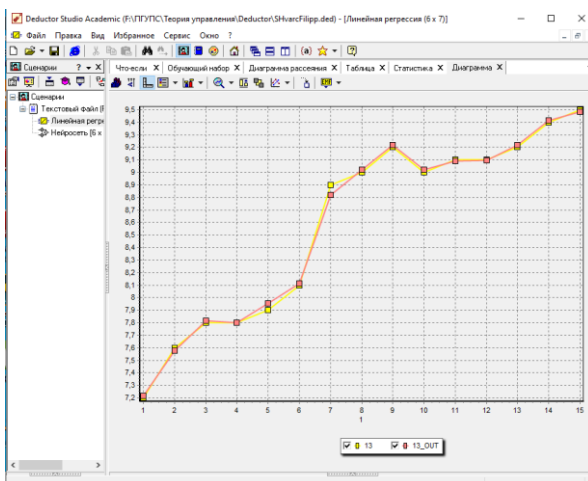 Deductor Studio Academic (F:\ПГУПС\Теория управления\Deductor\SHvarcFilipp.ded) - [Линейная регрессия (6 x 7)]
Файл Правка Вид Избранное Сервис Окно ?
Сценарии
Что-если X Обучающий набор X Диаграмма рассеяния X Таблица X Статистика X Диаграмма X
Сценарии
Текстовый файл (F
Линейная регр
Нейросеть [6 x
9,5
9,4
9,3
9,2
9,1
9
8,9
8,8
8,7
8,6
8,5
8,4
8,3
8,2
8,1
8
7,9
7,8
7,7
7,6
7,5
7,4
7,3
7,2
1 2 3 4 5 6 7 8 9 10 11 12 13 14 15
1
13 13_OUT